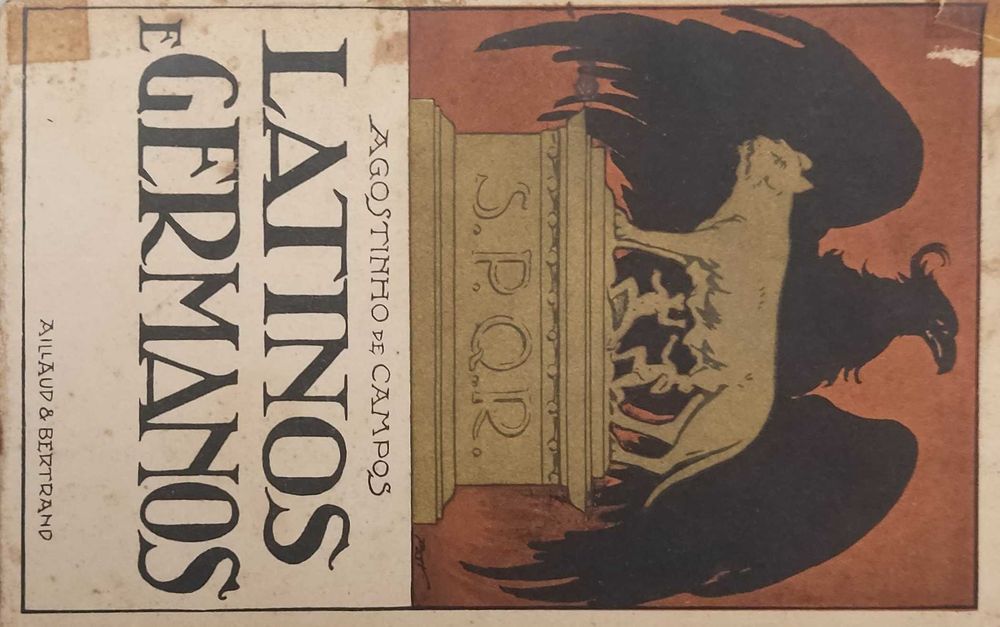 S.P.Q.R.
AGOSTINHO DE CAMPOS
LATINOS
E GERMANOS
AILLAUD & BERTRAND